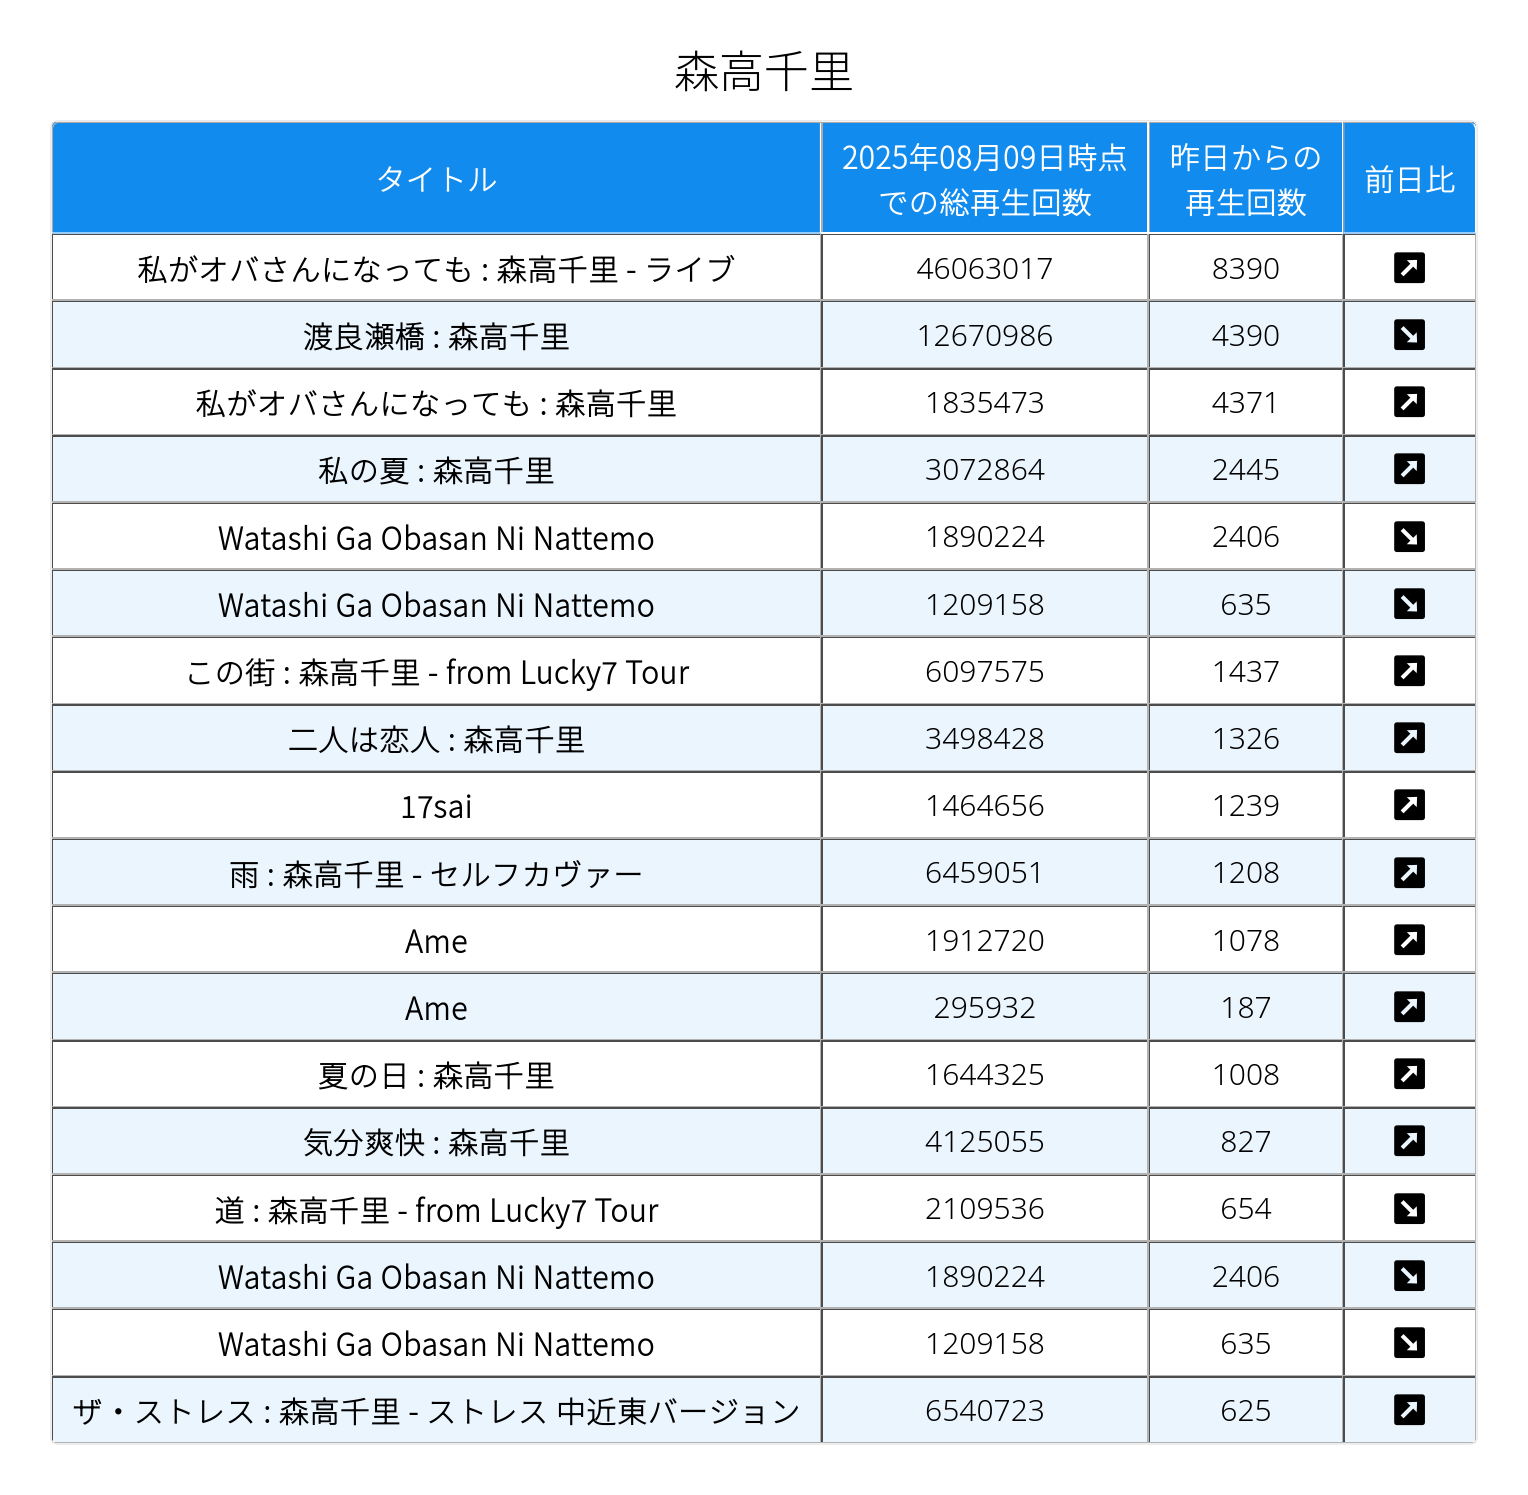 森高千里
タイトル 2025年08月09日時点での総再生回数 昨日からの再生回数 前日比
私がオバさんになっても : 森高千里 - ライブ 46063017 8390 ↗
渡良瀬橋 : 森高千里 12670986 4390 ↘
私がオバさんになっても : 森高千里 1835473 4371 ↗
私の夏 : 森高千里 3072864 2445 ↗
Watashi Ga Obasan Ni Nattemo 1890224 2406 ↘
Watashi Ga Obasan Ni Nattemo 1209158 635 ↘
この街 : 森高千里 - from Lucky7 Tour 6097575 1437 ↗
二人は恋人 : 森高千里 3498428 1326 ↗
17sai 1464656 1239 ↗
雨 : 森高千里 - セルフカヴァー 6459051 1208 ↗
Ame 1912720 1078 ↗
Ame 295932 187 ↗
夏の日 : 森高千里 1644325 1008 ↗
気分爽快 : 森高千里 4125055 827 ↗
道 : 森高千里 - from Lucky7 Tour 2109536 654 ↘
Watashi Ga Obasan Ni Nattemo 1890224 2406 ↘
Watashi Ga Obasan Ni Nattemo 1209158 635 ↘
ザ・ストレス : 森高千里 - ストレス 中近東バージョン 6540723 625 ↗